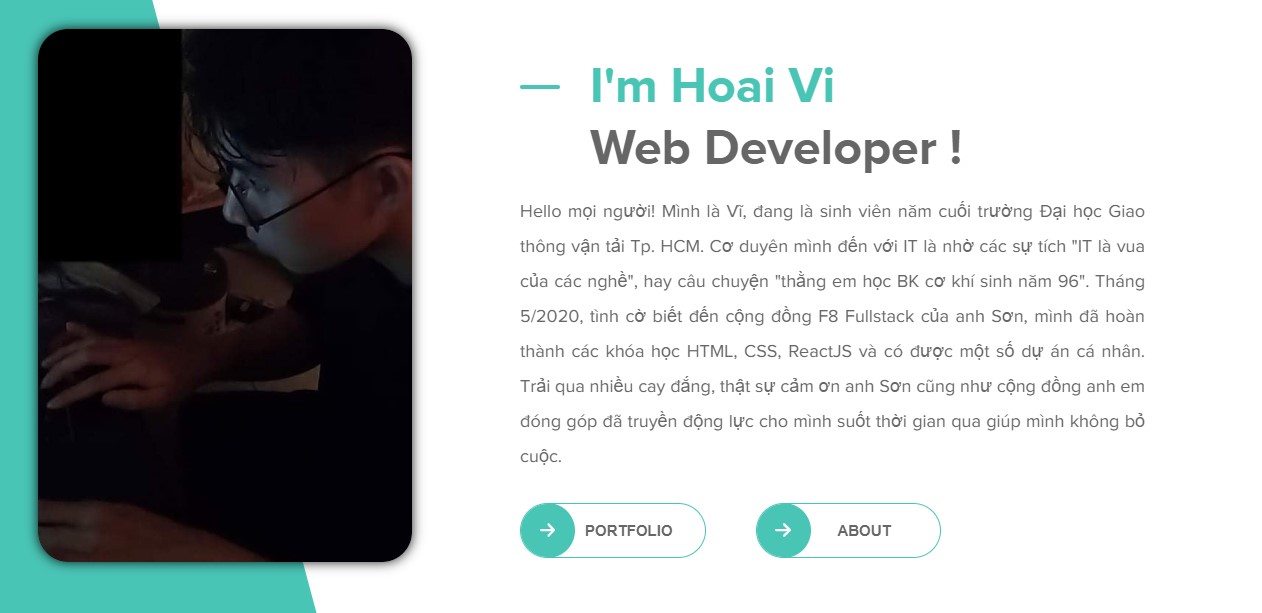 I'm Hoai Vi
Web Developer !
Hello mọi người! Mình là Vĩ, đang là sinh viên năm cuối trường Đại học Giao
thông vận tải Tp. HCM. Cơ duyên mình đến với IT là nhờ các sự tích "IT là vua
của các nghề", hay câu chuyện "thằng em học BK cơ khí sinh năm 96". Tháng
5/2020, tình cờ biết đến cộng đồng F8 Fullstack của anh Sơn, mình đã hoàn
thành các khóa học HTML, CSS, ReactJS và có được một số dự án cá nhân.
Trải qua nhiều cay đắng, thật sự cảm ơn anh Sơn cũng như cộng đồng anh em
đóng góp đã truyền động lực cho mình suốt thời gian qua giúp mình không bỏ
cuộc.
PORTFOLIO
ABOUT